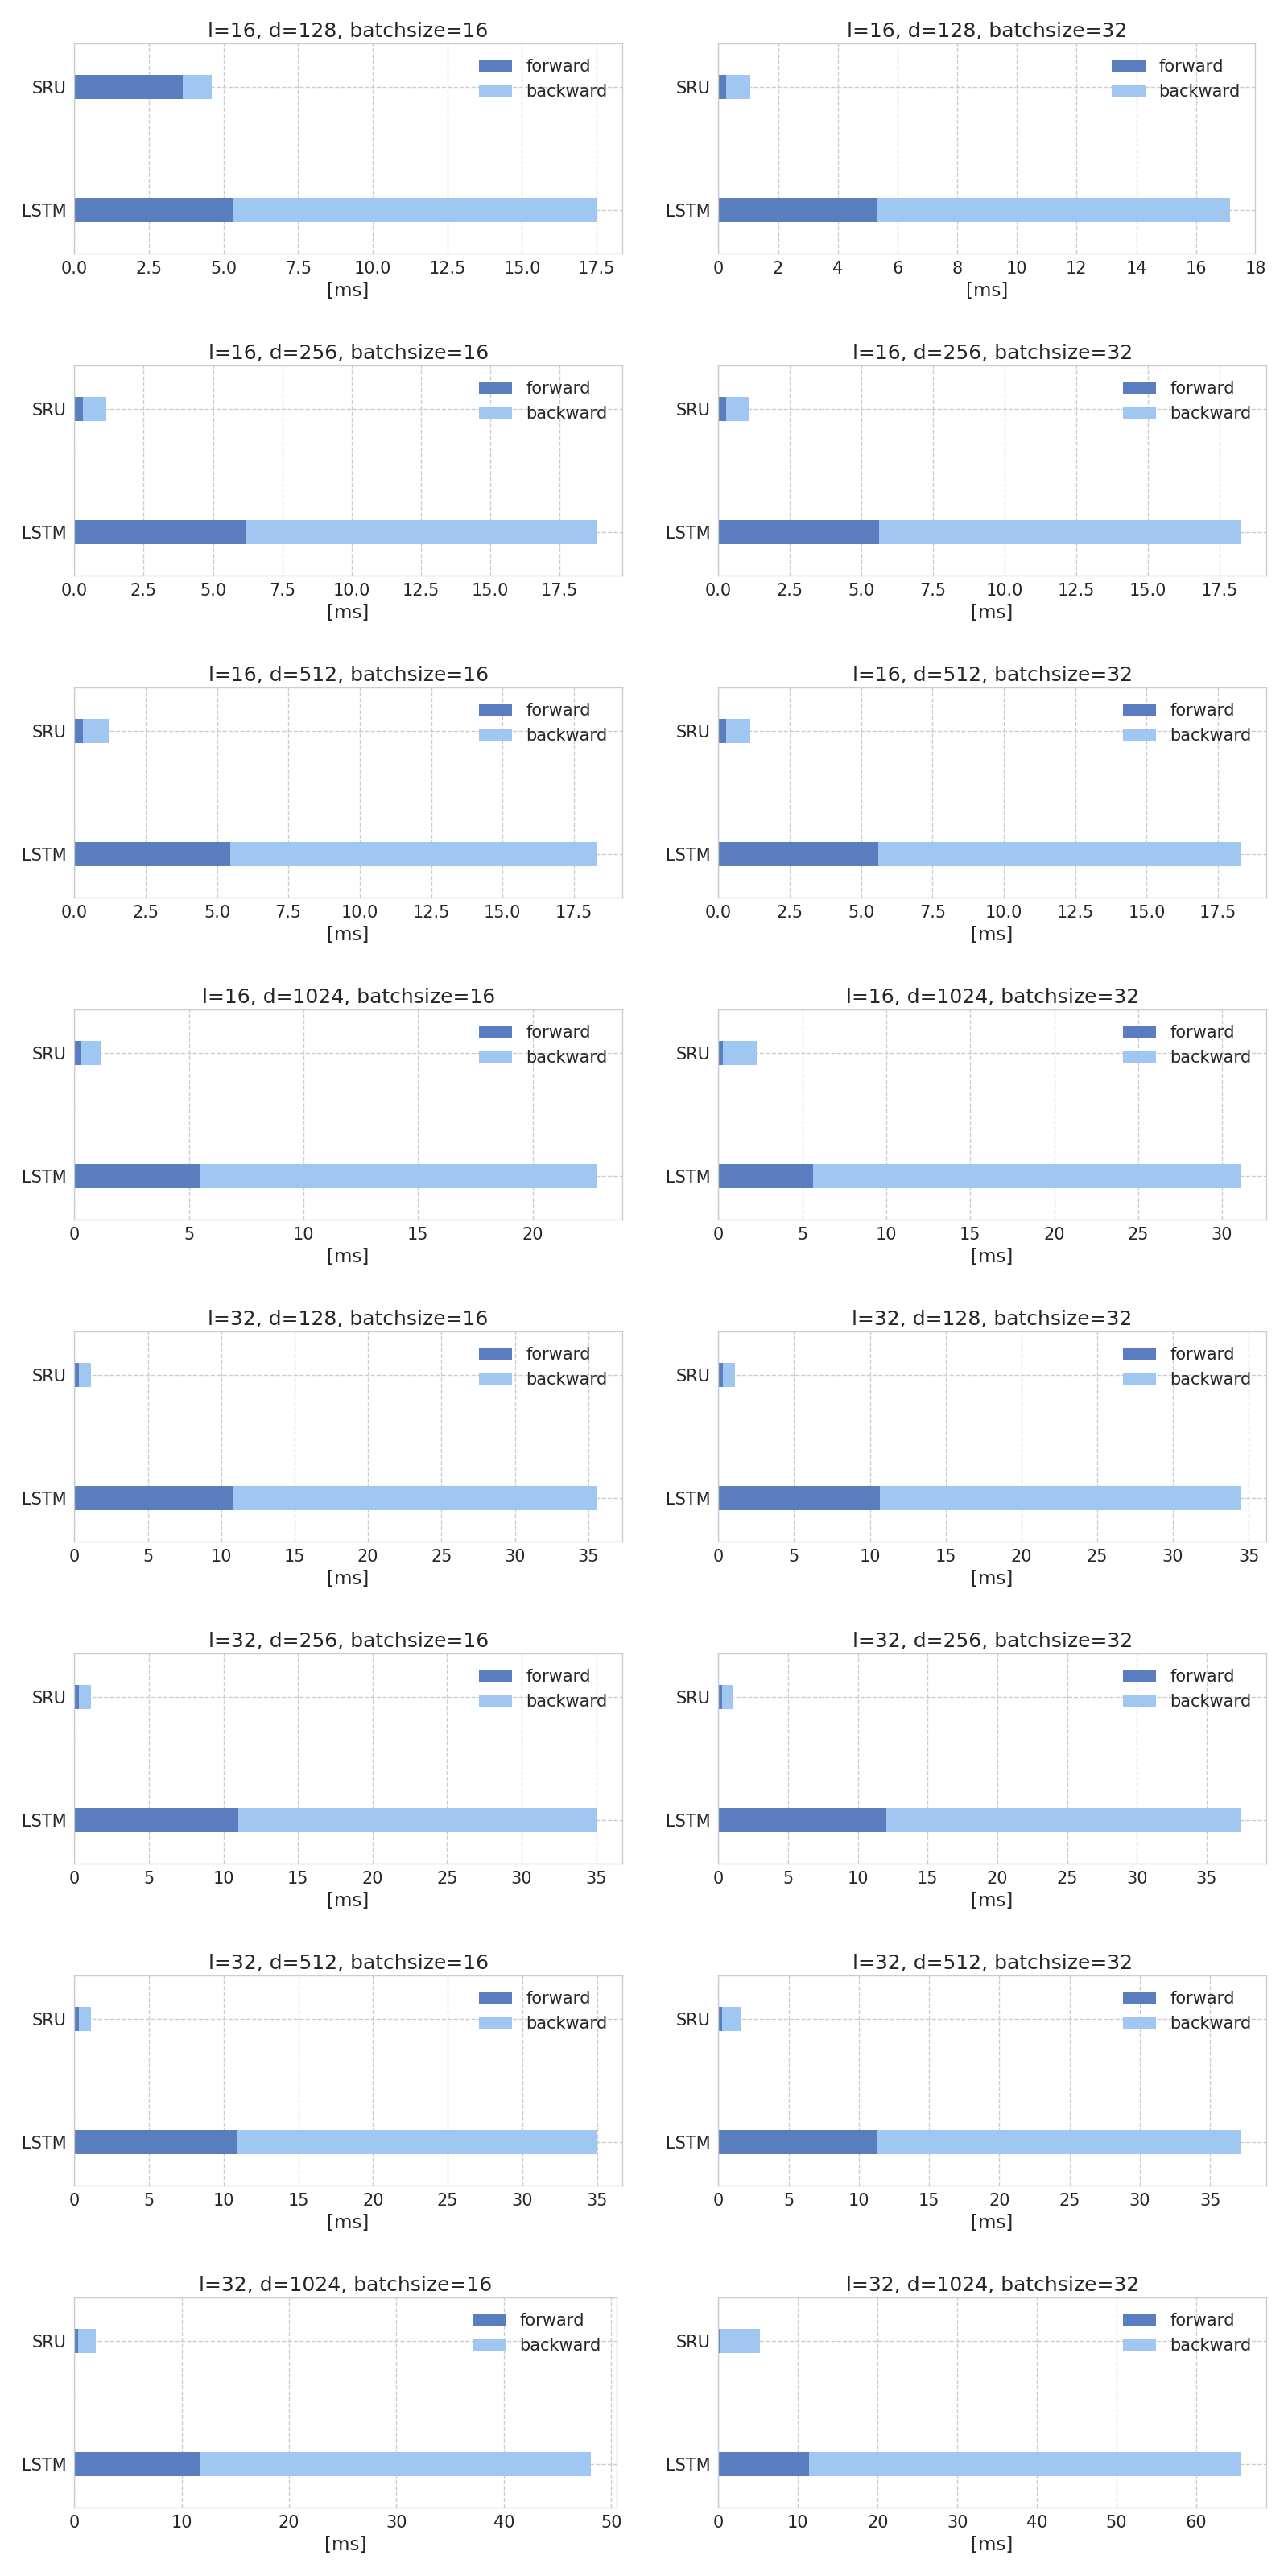 l=16, d=128, batchsize=16
forward
backward
SRU
LSTM
0.0 2.5 5.0 7.5 10.0 12.5 15.0 17.5
[ms]
l=16, d=128, batchsize=32
forward
backward
SRU
LSTM
0 2 4 6 8 10 12 14 16 18
[ms]
l=16, d=256, batchsize=16
forward
backward
SRU
LSTM
0.0 2.5 5.0 7.5 10.0 12.5 15.0 17.5
[ms]
l=16, d=256, batchsize=32
forward
backward
SRU
LSTM
0.0 2.5 5.0 7.5 10.0 12.5 15.0 17.5
[ms]
l=16, d=512, batchsize=16
forward
backward
SRU
LSTM
0.0 2.5 5.0 7.5 10.0 12.5 15.0 17.5
[ms]
l=16, d=512, batchsize=32
forward
backward
SRU
LSTM
0.0 2.5 5.0 7.5 10.0 12.5 15.0 17.5
[ms]
l=16, d=1024, batchsize=16
forward
backward
SRU
LSTM
0 5 10 15 20
[ms]
l=16, d=1024, batchsize=32
forward
backward
SRU
LSTM
0 5 10 15 20 25 30
[ms]
l=32, d=128, batchsize=16
forward
backward
SRU
LSTM
0 5 10 15 20 25 30 35
[ms]
l=32, d=128, batchsize=32
forward
backward
SRU
LSTM
0 5 10 15 20 25 30 35
[ms]
l=32, d=256, batchsize=16
forward
backward
SRU
LSTM
0 5 10 15 20 25 30 35
[ms]
l=32, d=256, batchsize=32
forward
backward
SRU
LSTM
0 5 10 15 20 25 30 35
[ms]
l=32, d=512, batchsize=16
forward
backward
SRU
LSTM
0 5 10 15 20 25 30 35
[ms]
l=32, d=512, batchsize=32
forward
backward
SRU
LSTM
0 5 10 15 20 25 30 35
[ms]
l=32, d=1024, batchsize=16
forward
backward
SRU
LSTM
0 10 20 30 40 50
[ms]
l=32, d=1024, batchsize=32
forward
backward
SRU
LSTM
0 10 20 30 40 50 60
[ms]